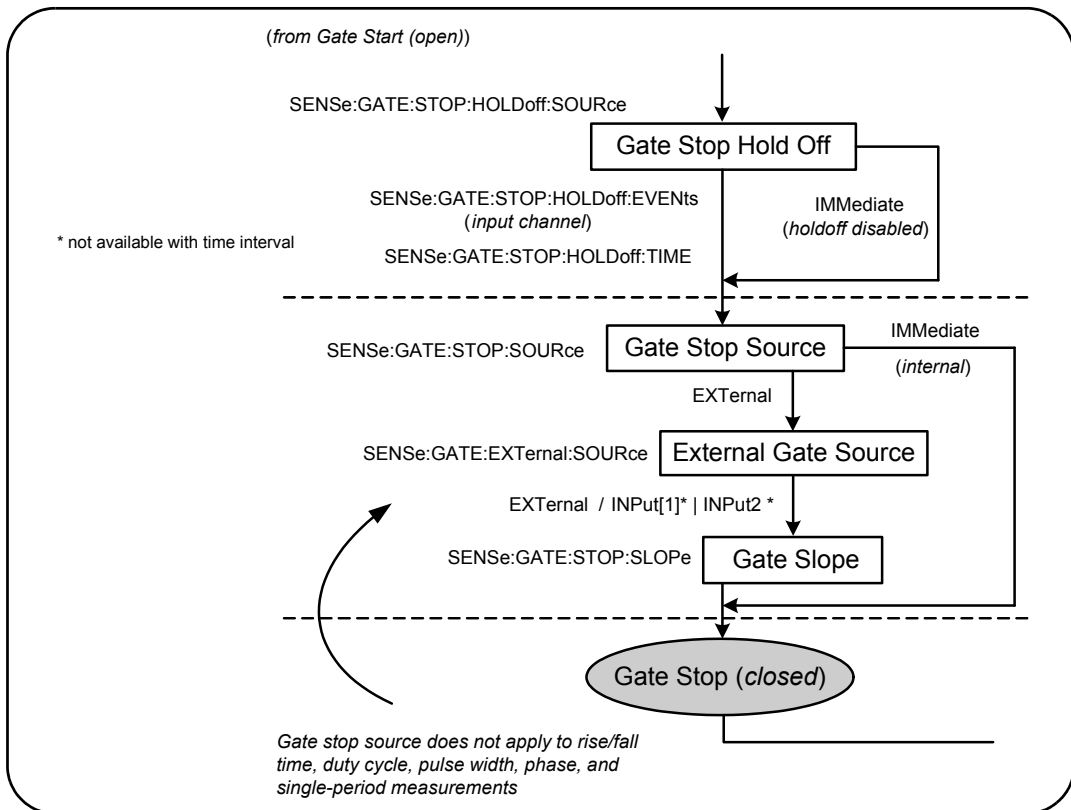 (from Gate Start (open))
SENSe:GATE:STOP:HOLDoff:SOURce
Gate Stop Hold Off
SENSe:GATE:STOP:HOLDoff:EVENts
(input channel)
IMMediate
(holdoff disabled)
* not available with time interval
SENSe:GATE:STOP:HOLDoff:TIME
IMMediate
SENSe:GATE:STOP:SOURce
Gate Stop Source
(internal)
EXTernal
SENSe:GATE:EXTernal:SOURce
External Gate Source
EXTernal / INPut[1]* | INPut2 *
SENSe:GATE:STOP:SLOPe
Gate Slope
Gate Stop (closed)
Gate stop source does not apply to rise/fall
time, duty cycle, pulse width, phase, and
single-period measurements